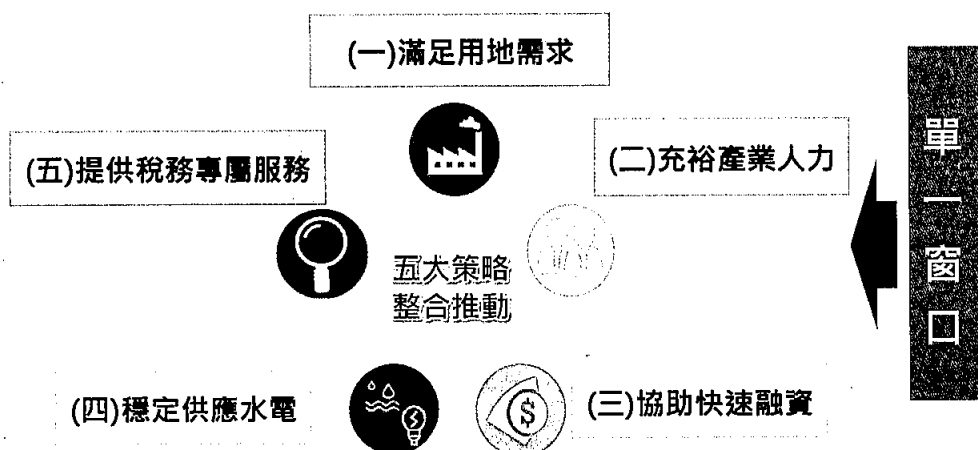 (一)滿足用地需求
(二)充裕產業人力
(三)協助快速融資
(四)穩定供應水電
(五)提供稅務專屬服務
五大策略
整合推動
單一窗口
$